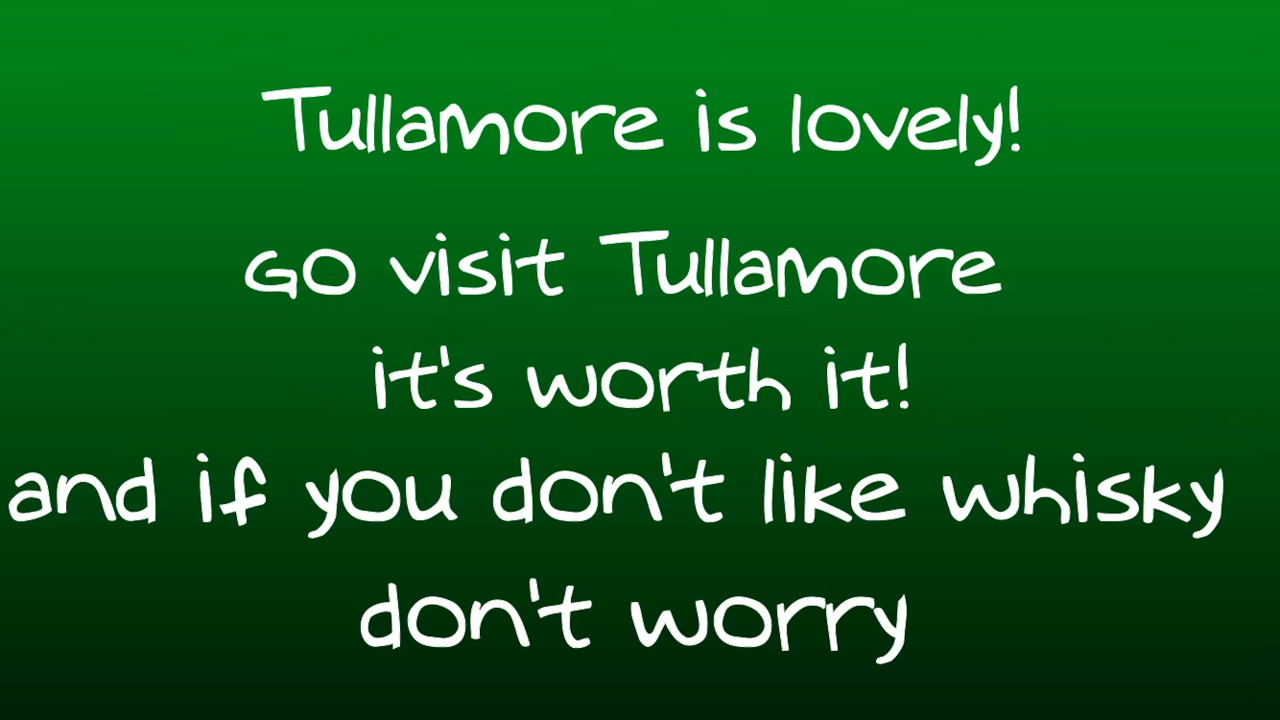 Tullamore is lovely!
Go visit Tullamore
it's worth it!
and if you don't like whisky
don't worry